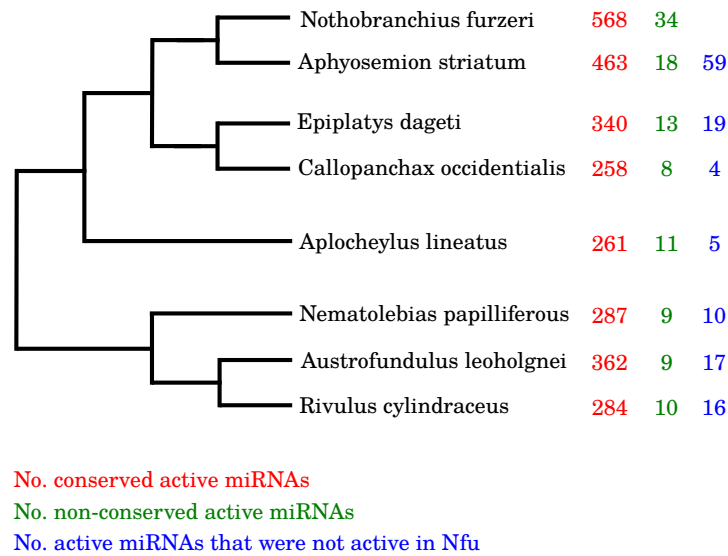 Nothobranchius furzeri 568 34
Aphyosemion striatum 463 18 59
Epiplatys dageti 340 13 19
Callopanchax occidentialis 258 8 4
Aplocheylus lineatus 261 11 5
Nematolebias papilliferous 287 9 10
Austrofundulus leoholgnei 362 9 17
Rivulus cylindraceus 284 10 16
No. conserved active miRNAs
No. non-conserved active miRNAs
No. active miRNAs that were not active in Nfu